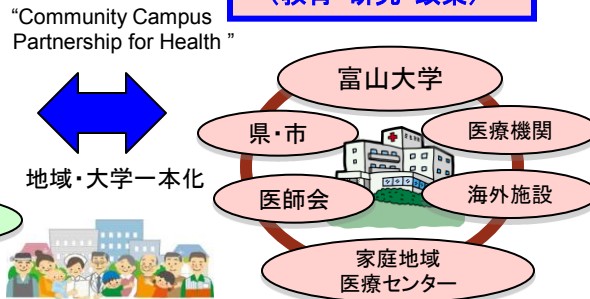 “Community Campus
Partnership for Health ”
富山大学
県・市
医療機関
地域・大学一本化
医師会
海外施設
家庭地域
医療センター